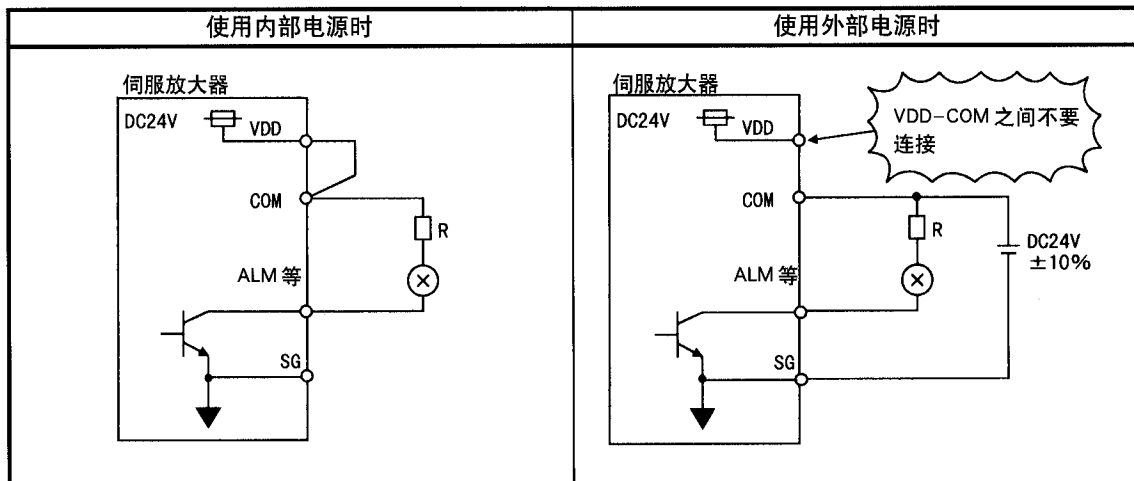 使用内部电源时
使用外部电源时
伺服放大器
DC24V
VDD
COM
R
ALM 等
SG
伺服放大器
DC24V
VDD
VDD-COM 之间不要
连接
COM
R
DC24V
±10%
ALM 等
SG